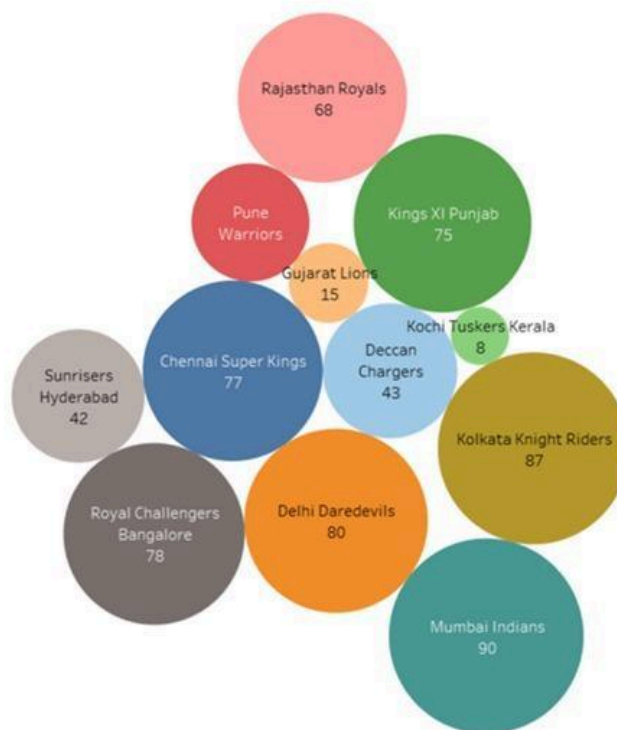 Rajasthan Royals
68
Pune
Warriors
Kings XI Punjab
75
Gujarat Lions
15
Kochi Tuskers Kerala
8
Sunrisers
Hyderabad
42
Chennai Super Kings
77
Deccan
Chargers
43
Kolkata Knight Riders
87
Royal Challengers
Bangalore
78
Delhi Daredevils
80
Mumbai Indians
90